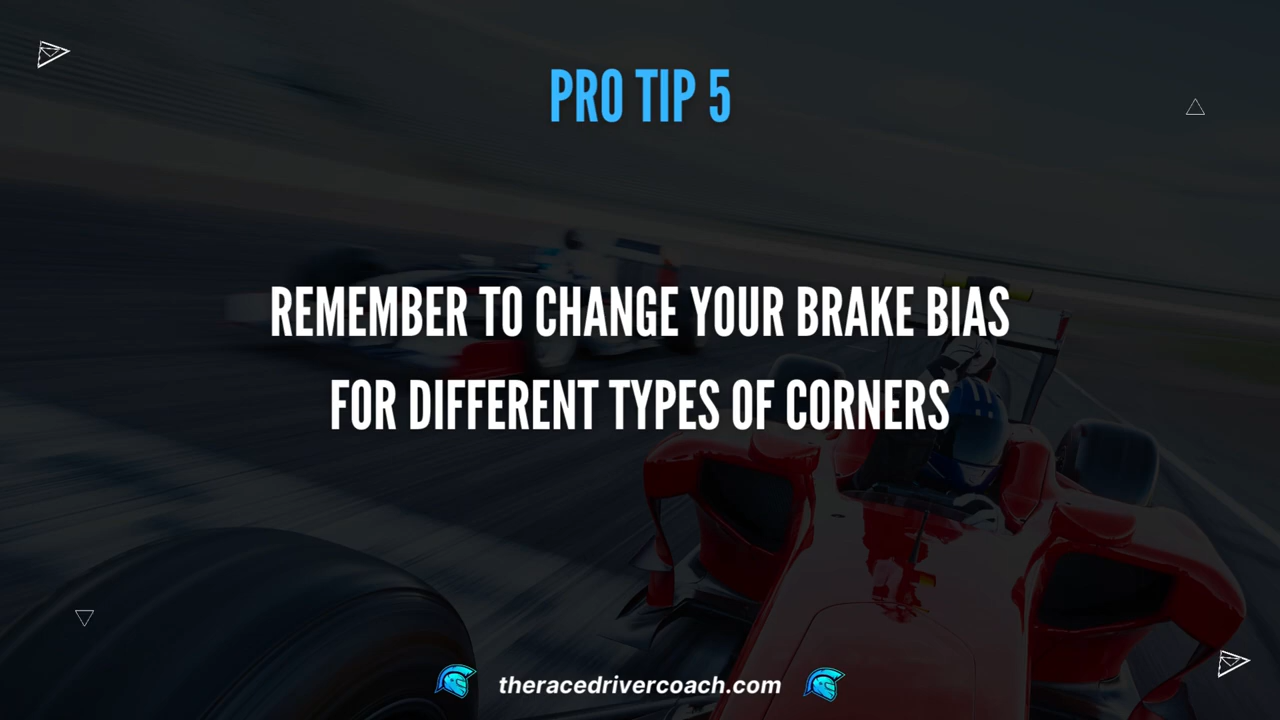 PRO TIP 5
REMEMBER TO CHANGE YOUR BRAKE BIAS
FOR DIFFERENT TYPES OF CORNERS
theracedrivercoach.com